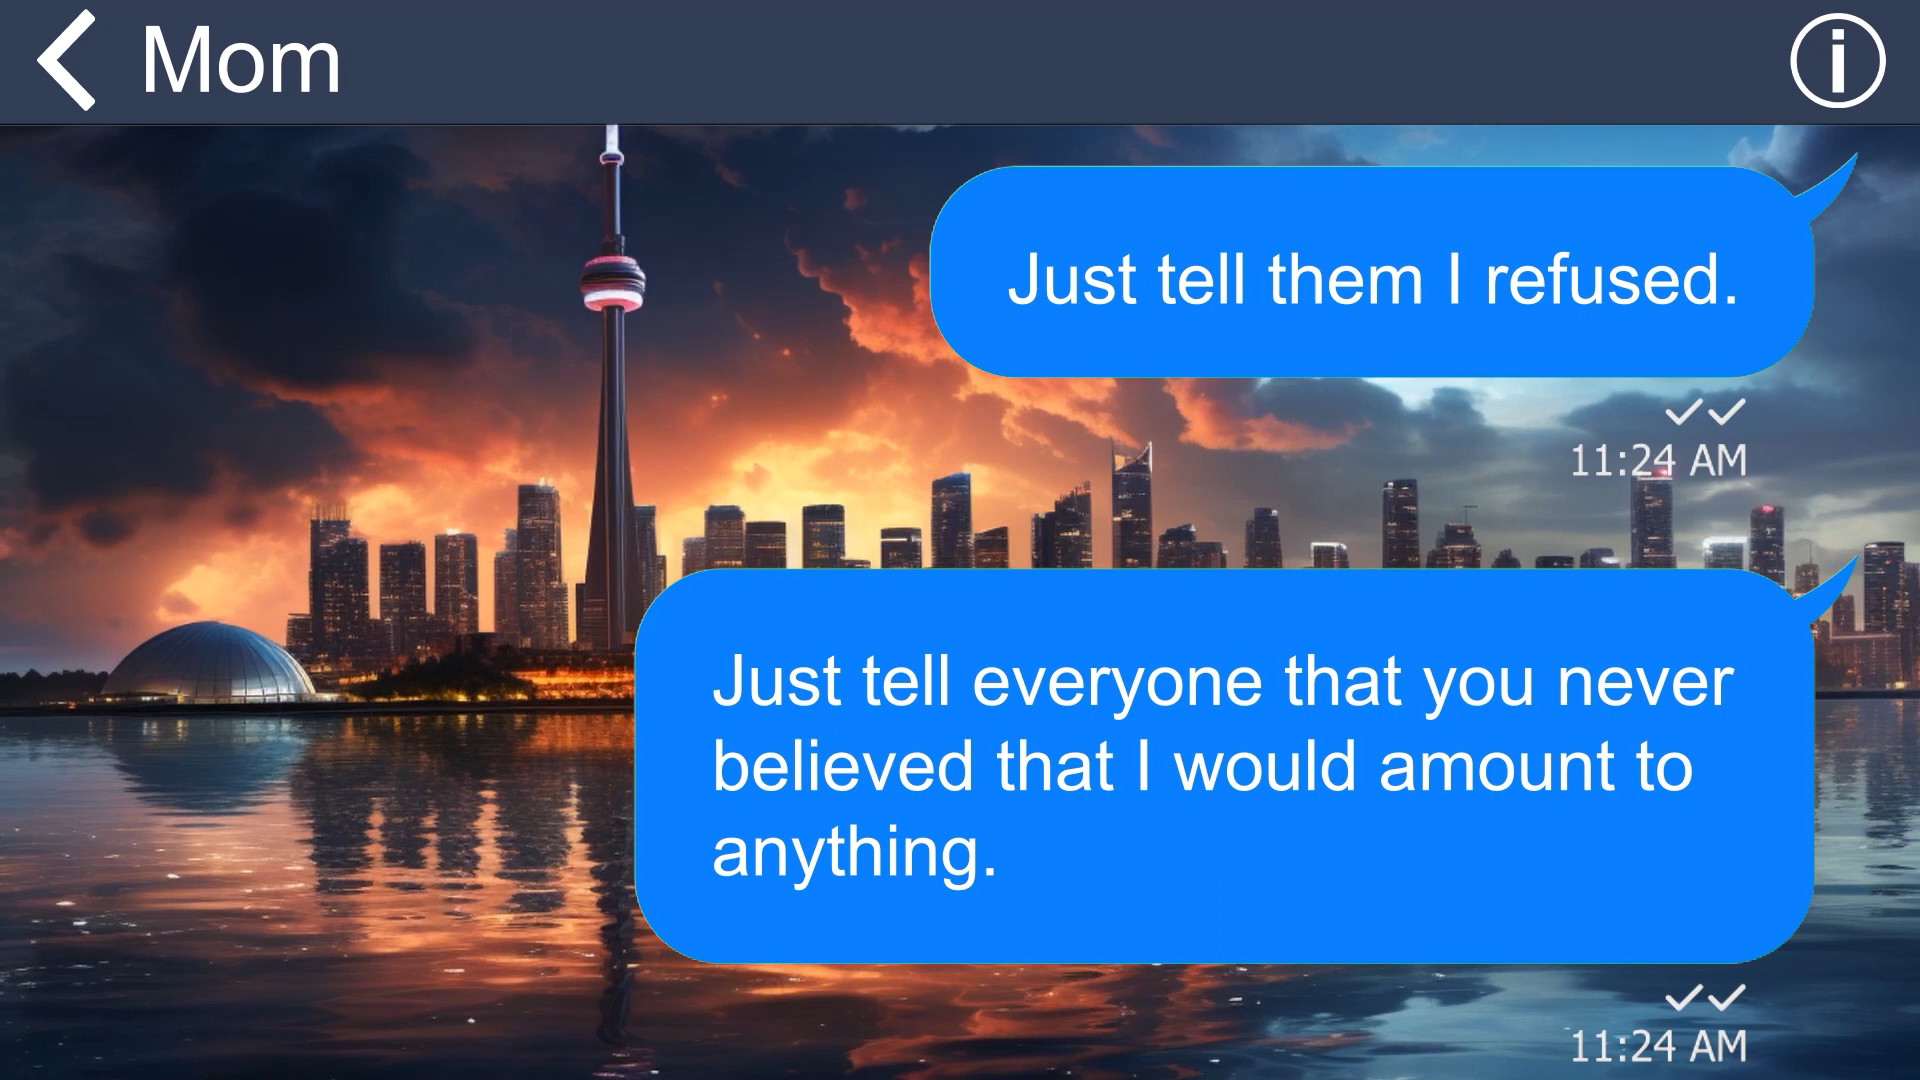 Mom
Just tell them I refused.
11:24 AM
Just tell everyone that you never
believed that I would amount to
anything.
11:24 AM